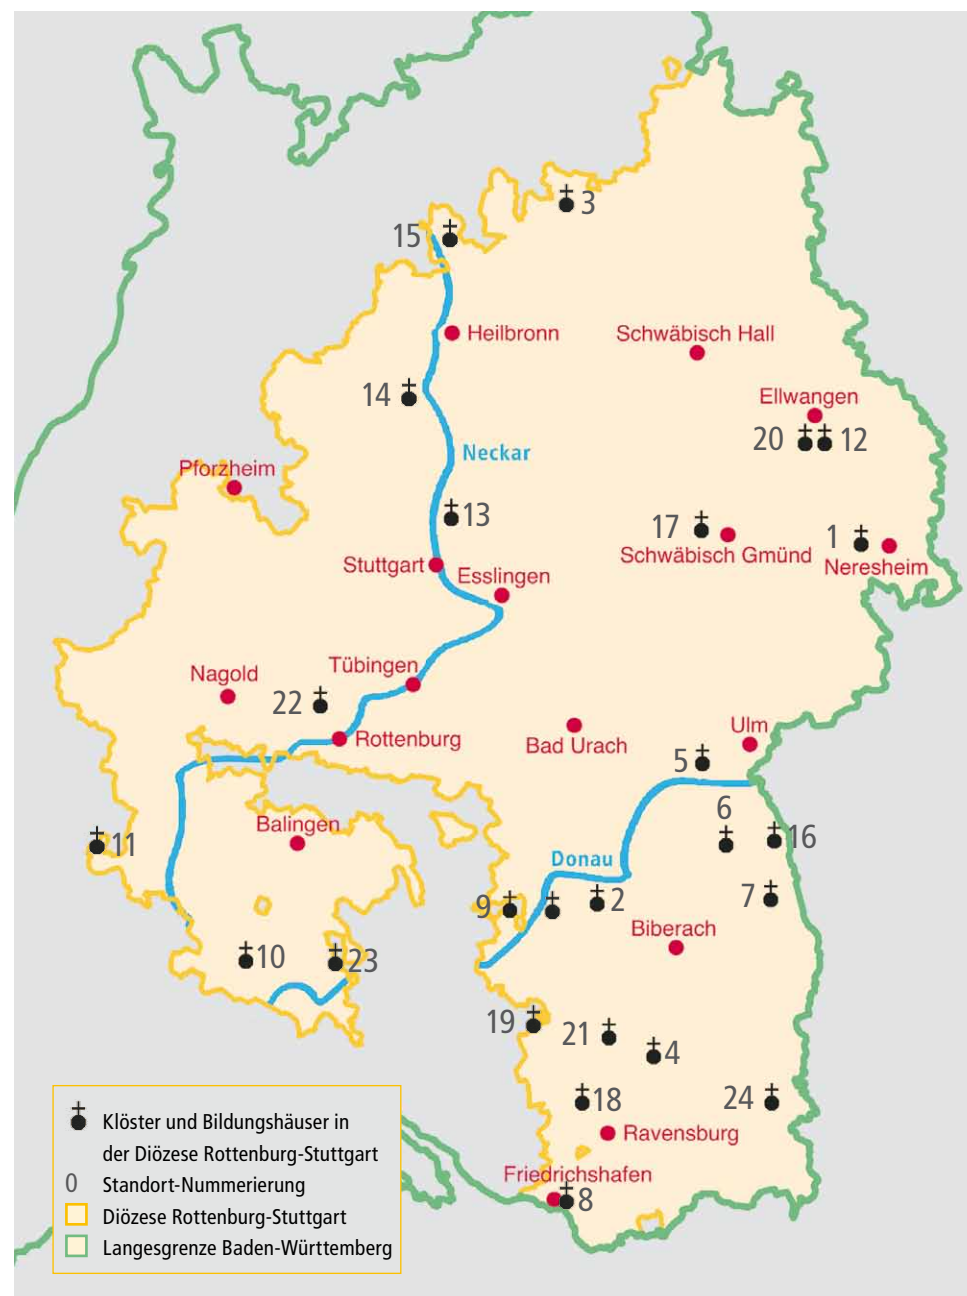 3
15
Heilbronn
Schwäbisch Hall
14
Ellwangen
20 12
Neckar
Pforzheim
13
17
1
Schwäbisch Gmünd
Neresheim
Stuttgart
Esslingen
Tübingen
Nagold
22
Rottenburg
Bad Urach
Ulm
5
6
Balingen
16
11
Donau
9
2
7
Biberach
10
23
19
21
4
18
24
Ravensburg
Friedrichshafen
8
Klöster und Bildungshäuser in
der Diözese Rottenburg-Stuttgart
0 Standort-Nummerierung
Diözese Rottenburg-Stuttgart
Langesgrenze Baden-Württemberg